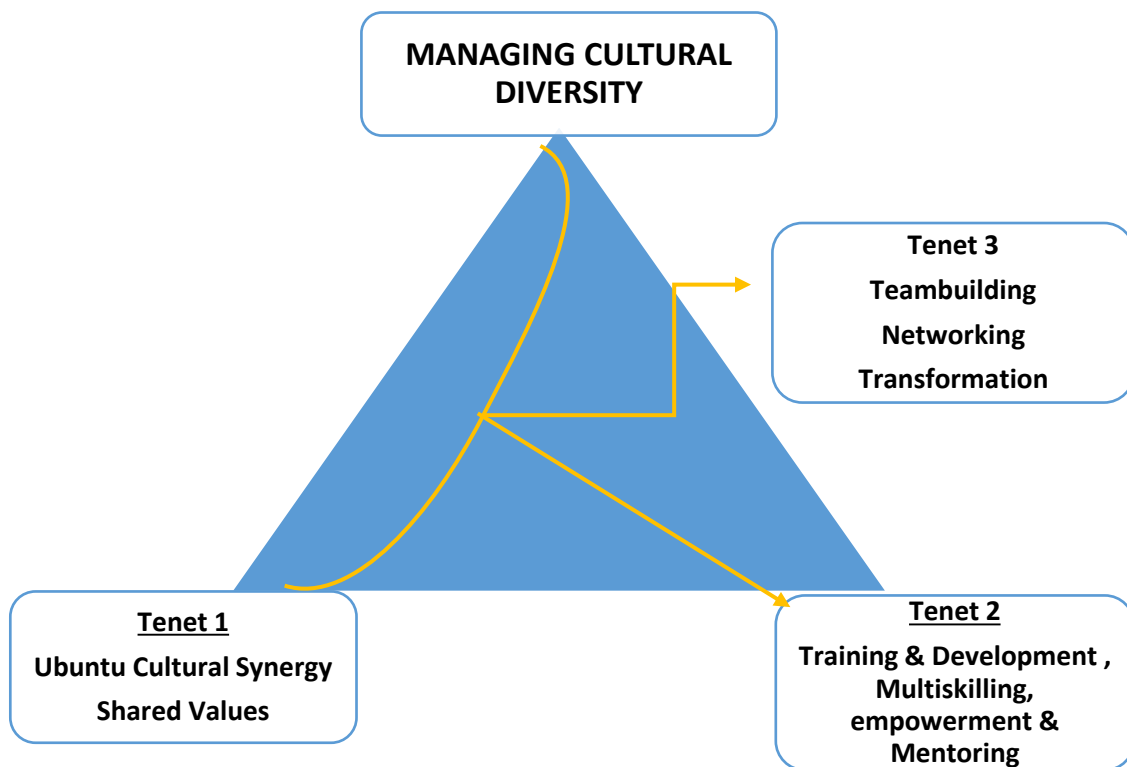 MANAGING CULTURAL
DIVERSITY
Tenet 3
Teambuilding
Networking
Transformation
Tenet 1
Ubuntu Cultural Synergy
Shared Values
Tenet 2
Training & Development ,
Multiskilling,
empowerment &
Mentoring